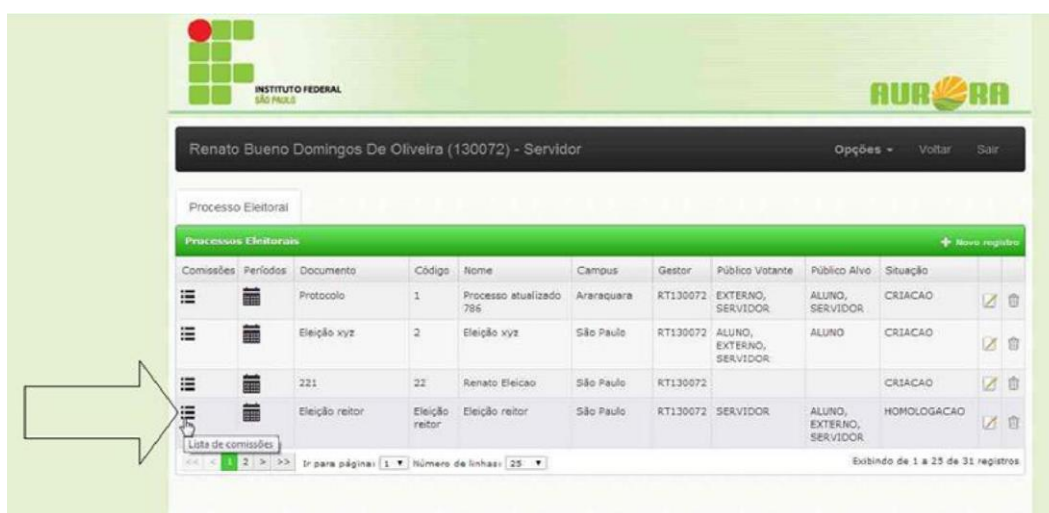 INSTITUTO FEDERAL
SÃO PAULO
AURORA
Renato Bueno Domingos De Oliveira (130072) - Servidor Opções Voltar Sair
Processo Eleitoral
Processos Eleitorais Novo registro
Comissões Períodos Documento Código Nome Campus Gestor Público Votante Público Alvo Situação
Protocolo 1 Processo atualizado Araraquara RT130072 EXTERNO, ALUNO, CRIACAO
786 SERVIDOR SERVIDOR
Eleição xyz 2 Eleição xyz São Paulo RT130072 ALUNO, ALUNO CRIACAO
EXTERNO,
SERVIDOR
221 22 Renato Eleicao São Paulo RT130072 CRIACAO
Eleição reitor Eleição Eleição reitor São Paulo RT130072 SERVIDOR ALUNO, HOMOLOGACAO
reitor EXTERNO,
SERVIDOR
Lista de comissões
<< < 1 2 > >> Ir para página: 1 Número de linhas: 25 Exibindo de 1 a 25 de 31 registros